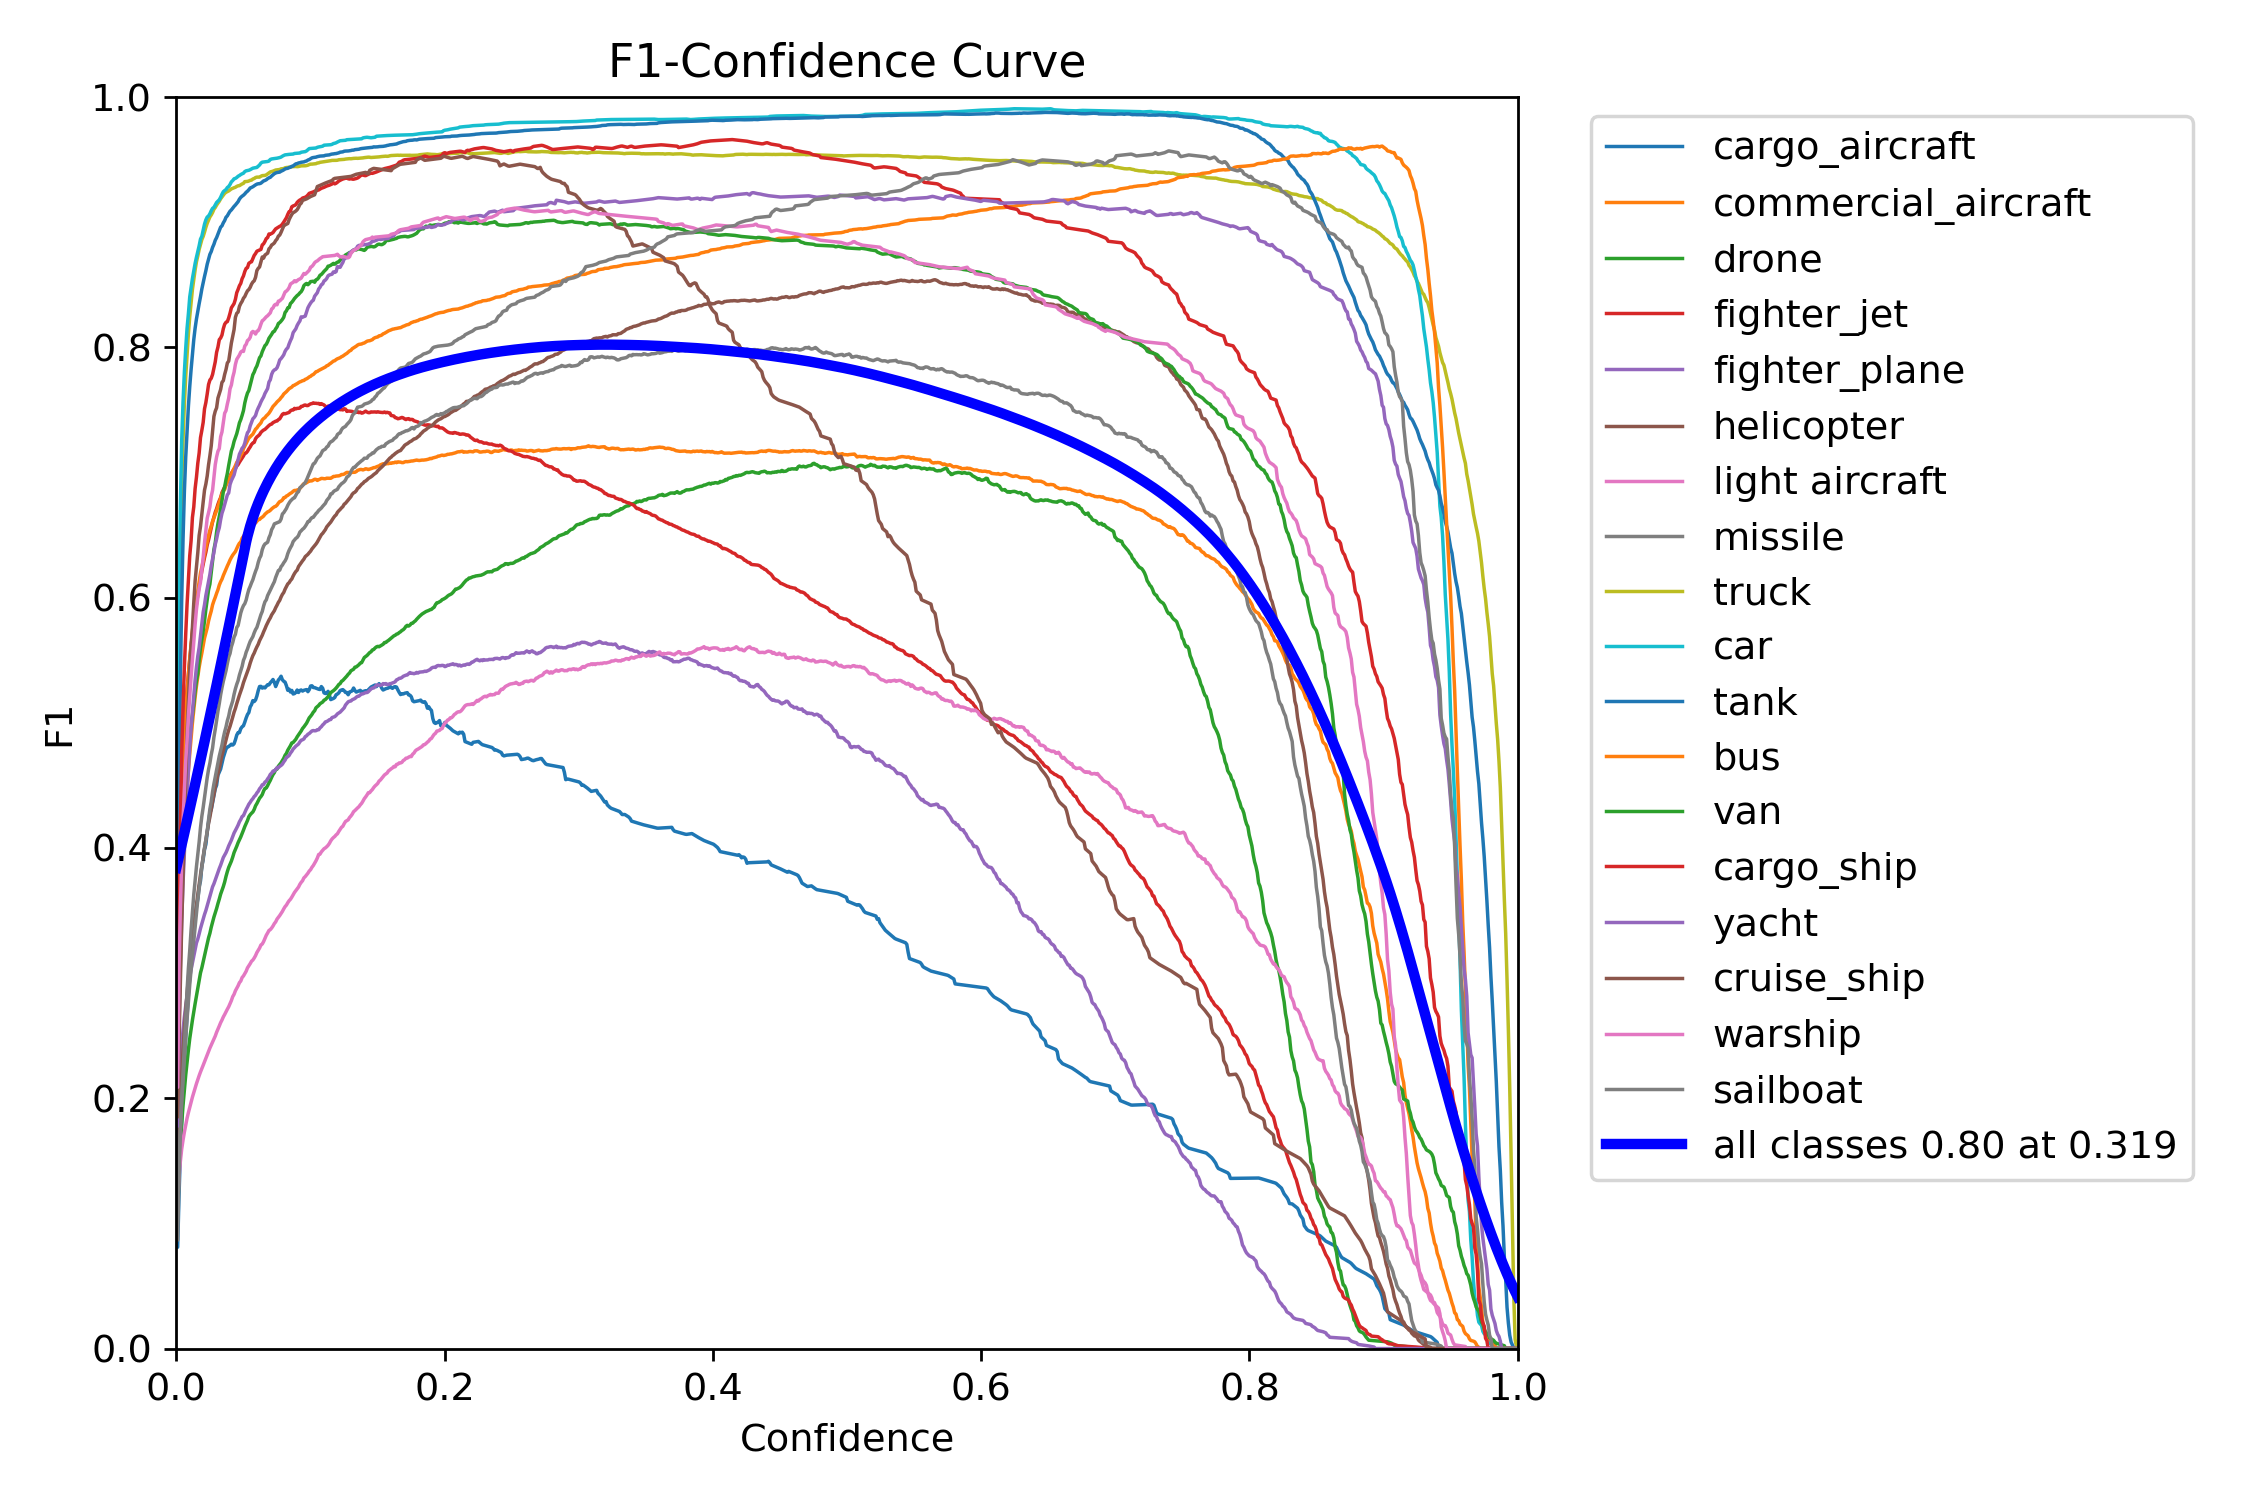 F1-Confidence Curve
1.0
0.8
0.6
0.4
0.2
0.0
F1
0.0 0.2 0.4 0.6 0.8 1.0
Confidence
cargo_aircraft
commercial_aircraft
drone
fighter_jet
fighter_plane
helicopter
light aircraft
missile
truck
car
tank
bus
van
cargo_ship
yacht
cruise_ship
warship
sailboat
all classes 0.80 at 0.319